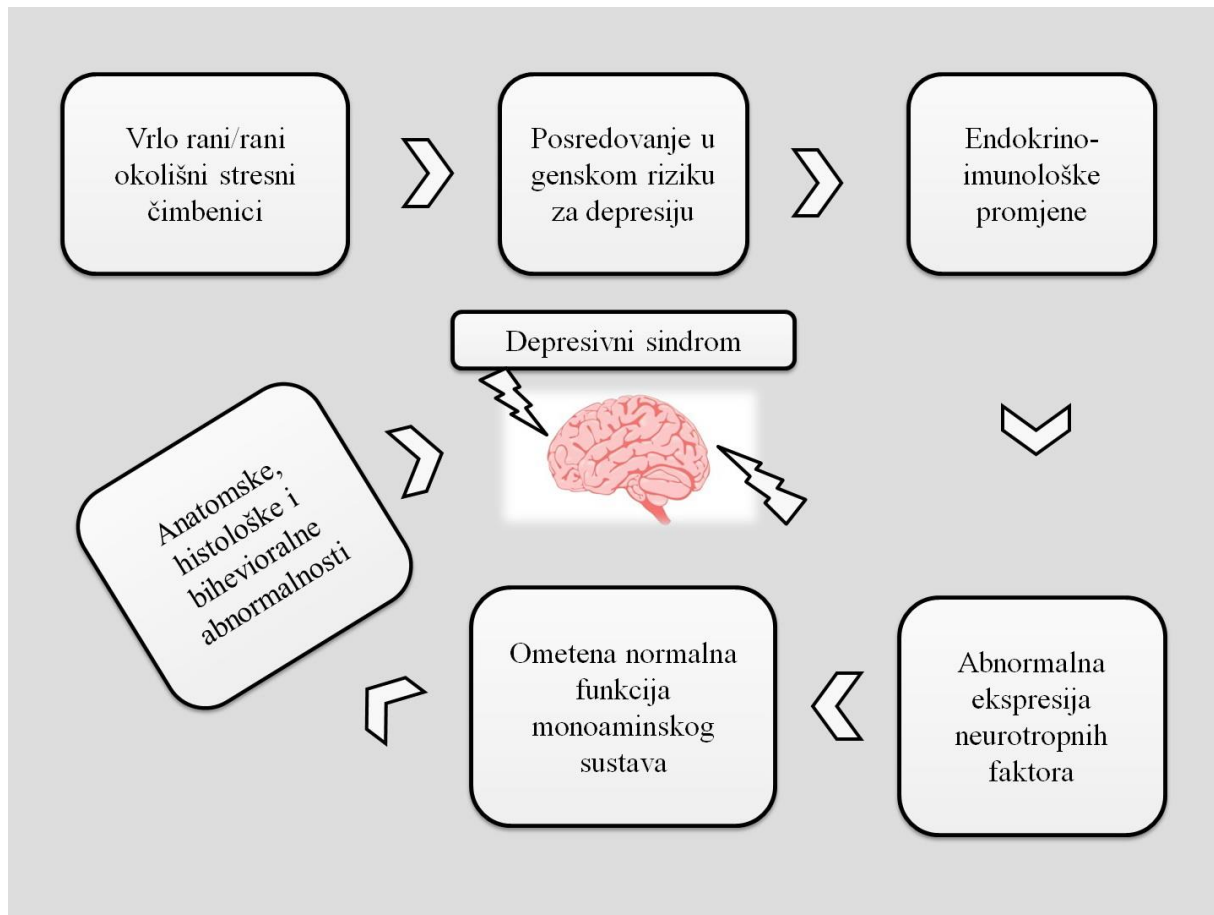 Vrlo rani/rani
okolišni stresni
čimbenici
Posredovanje u
genskom riziku
za depresiju
Endokrino-
imunološke
promjene
Depresivni sindrom
Anatomske,
histološke i
bihevioralne
abnormalnosti
Ometena normalna
funkcija
monoaminskog
sustava
Abnormalna
ekspresija
neurotropnih
faktora